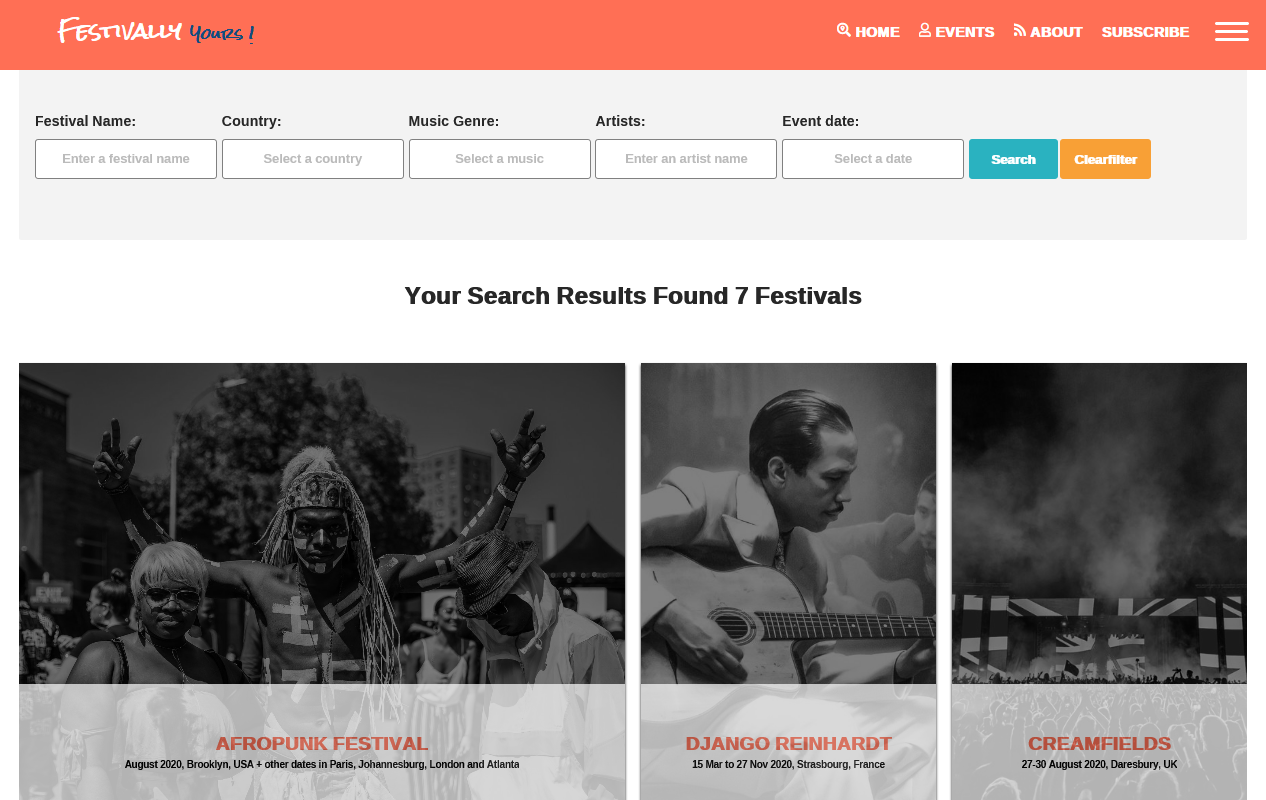 Festivally Yours !
HOME EVENTS ABOUT SUBSCRIBE
Festival Name: Country: Music Genre: Artists: Event date:
Enter a festival name Select a country Select a music Enter an artist name Select a date Search Clearfilter
Your Search Results Found 7 Festivals
AFROPUNK FESTIVAL
August 2020, Brooklyn, USA + other dates in Paris, Johannesburg, London and Atlanta
DJANGO REINHARDT
15 Mar to 27 Nov 2020, Strasbourg, France
CREAMFIELDS
27-30 August 2020, Daresbury, UK